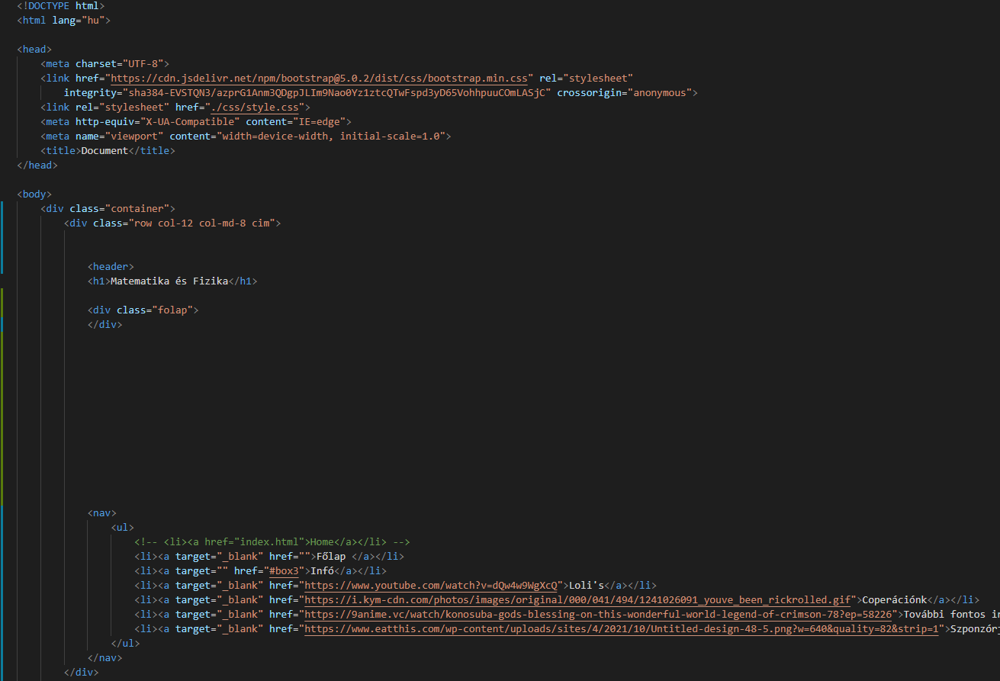 <!DOCTYPE html>
<html lang="hu">
<head>
<meta charset="UTF-8">
<link href="https://cdn.jsdelivr.net/npm/bootstrap@5.0.2/dist/css/bootstrap.min.css" rel="stylesheet"
integrity="sha384-EVSTQN3/azprG1Anm3QDgpJLIm9Nao0Yz1ztcQTwFspd3yD65VohhpuuCOmLASjC" crossorigin="anonymous">
<link rel="stylesheet" href="./css/style.css">
<meta http-equiv="X-UA-Compatible" content="IE=edge">
<meta name="viewport" content="width=device-width, initial-scale=1.0">
<title>Document</title>
</head>
<body>
<div class="container">
<div class="row col-12 col-md-8 cim">
<header>
<h1>Matematika és Fizika</h1>
<div class="folap">
</div>
<nav>
<ul>
<!-- <li><a href="index.html">Home</a></li> -->
<li><a target="_blank" href="">Főlap </a></li>
<li><a target="" href="#box3">Infó</a></li>
<li><a target="_blank" href="https://www.youtube.com/watch?v=dQw4w9WgXcQ">Loli's</a></li>
<li><a target="_blank" href="https://i.kym-cdn.com/photos/images/original/000/041/494/1241026091_youve_been_rickrolled.gif">Coperációnk</a></li>
<li><a target="_blank" href="https://9anime.vc/watch/konosuba-gods-blessing-on-this-wonderful-world-legend-of-crimson-78?ep=58226">További fontos in
<li><a target="_blank" href="https://www.eatthis.com/wp-content/uploads/sites/4/2021/10/Untitled-design-48-5.png?w=640&quality=82&strip=1">Szponzórj
</ul>
</nav>
</div>